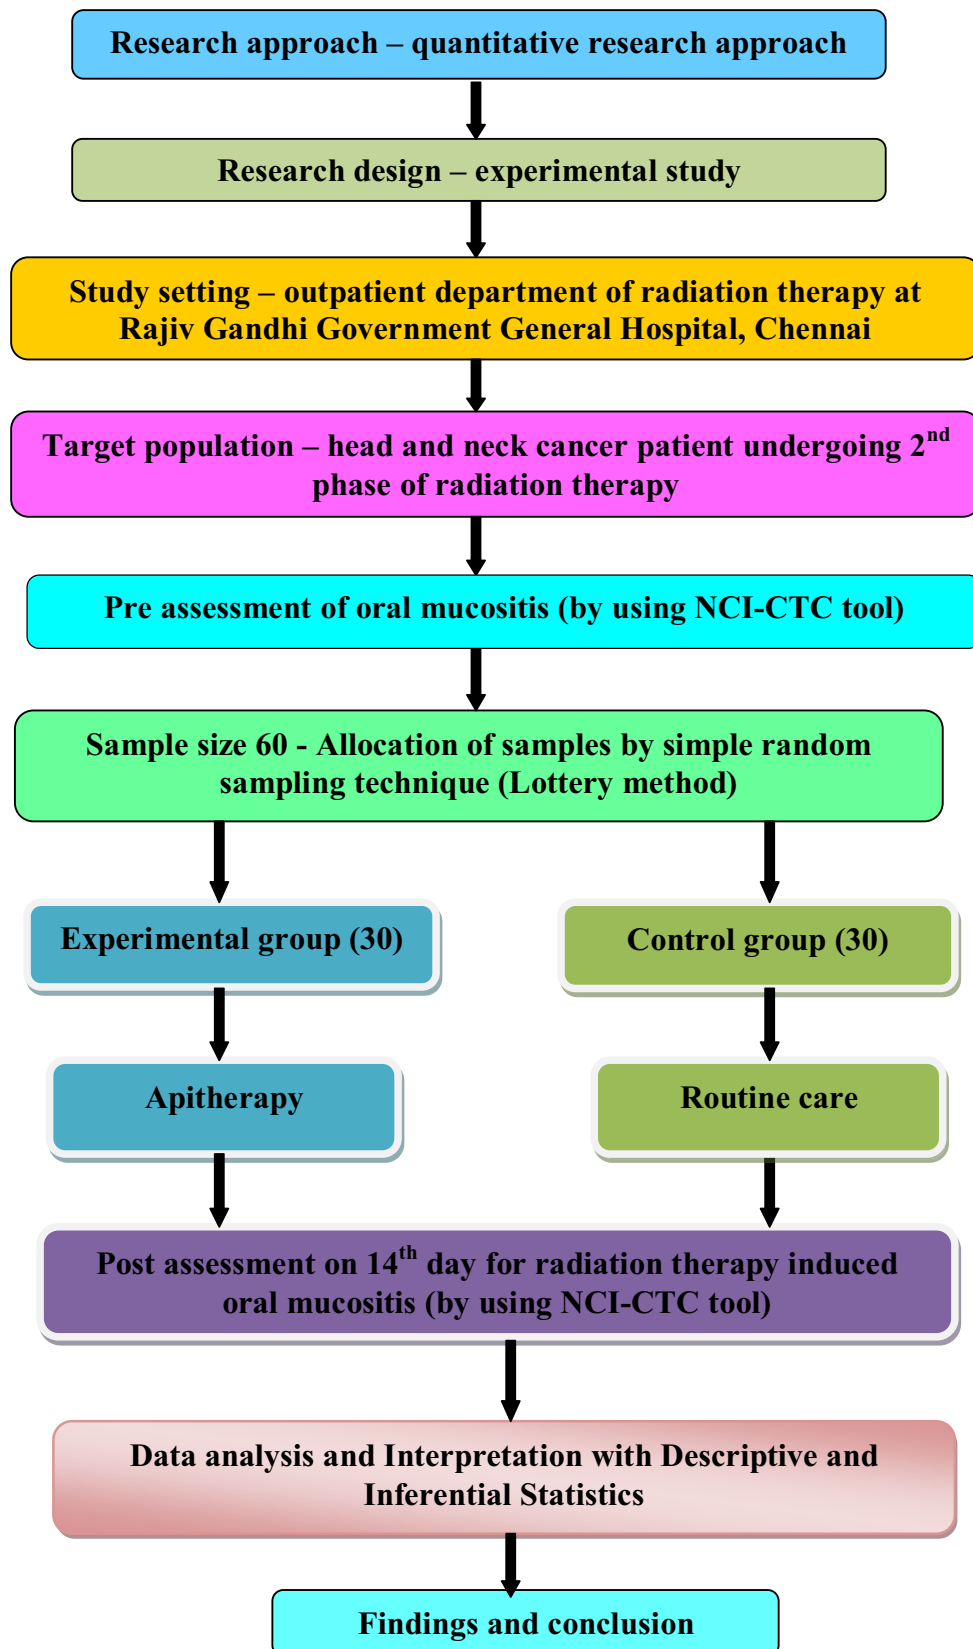 Research approach – quantitative research approach
Research design – experimental study
Study setting – outpatient department of radiation therapy at
Rajiv Gandhi Government General Hospital, Chennai
Target population – head and neck cancer patient undergoing 2nd
phase of radiation therapy
Pre assessment of oral mucositis (by using NCI-CTC tool)
Sample size 60 - Allocation of samples by simple random
sampling technique (Lottery method)
Experimental group (30)
Control group (30)
Apitherapy
Routine care
Post assessment on 14th day for radiation therapy induced
oral mucositis (by using NCI-CTC tool)
Data analysis and Interpretation with Descriptive and
Inferential Statistics
Findings and conclusion